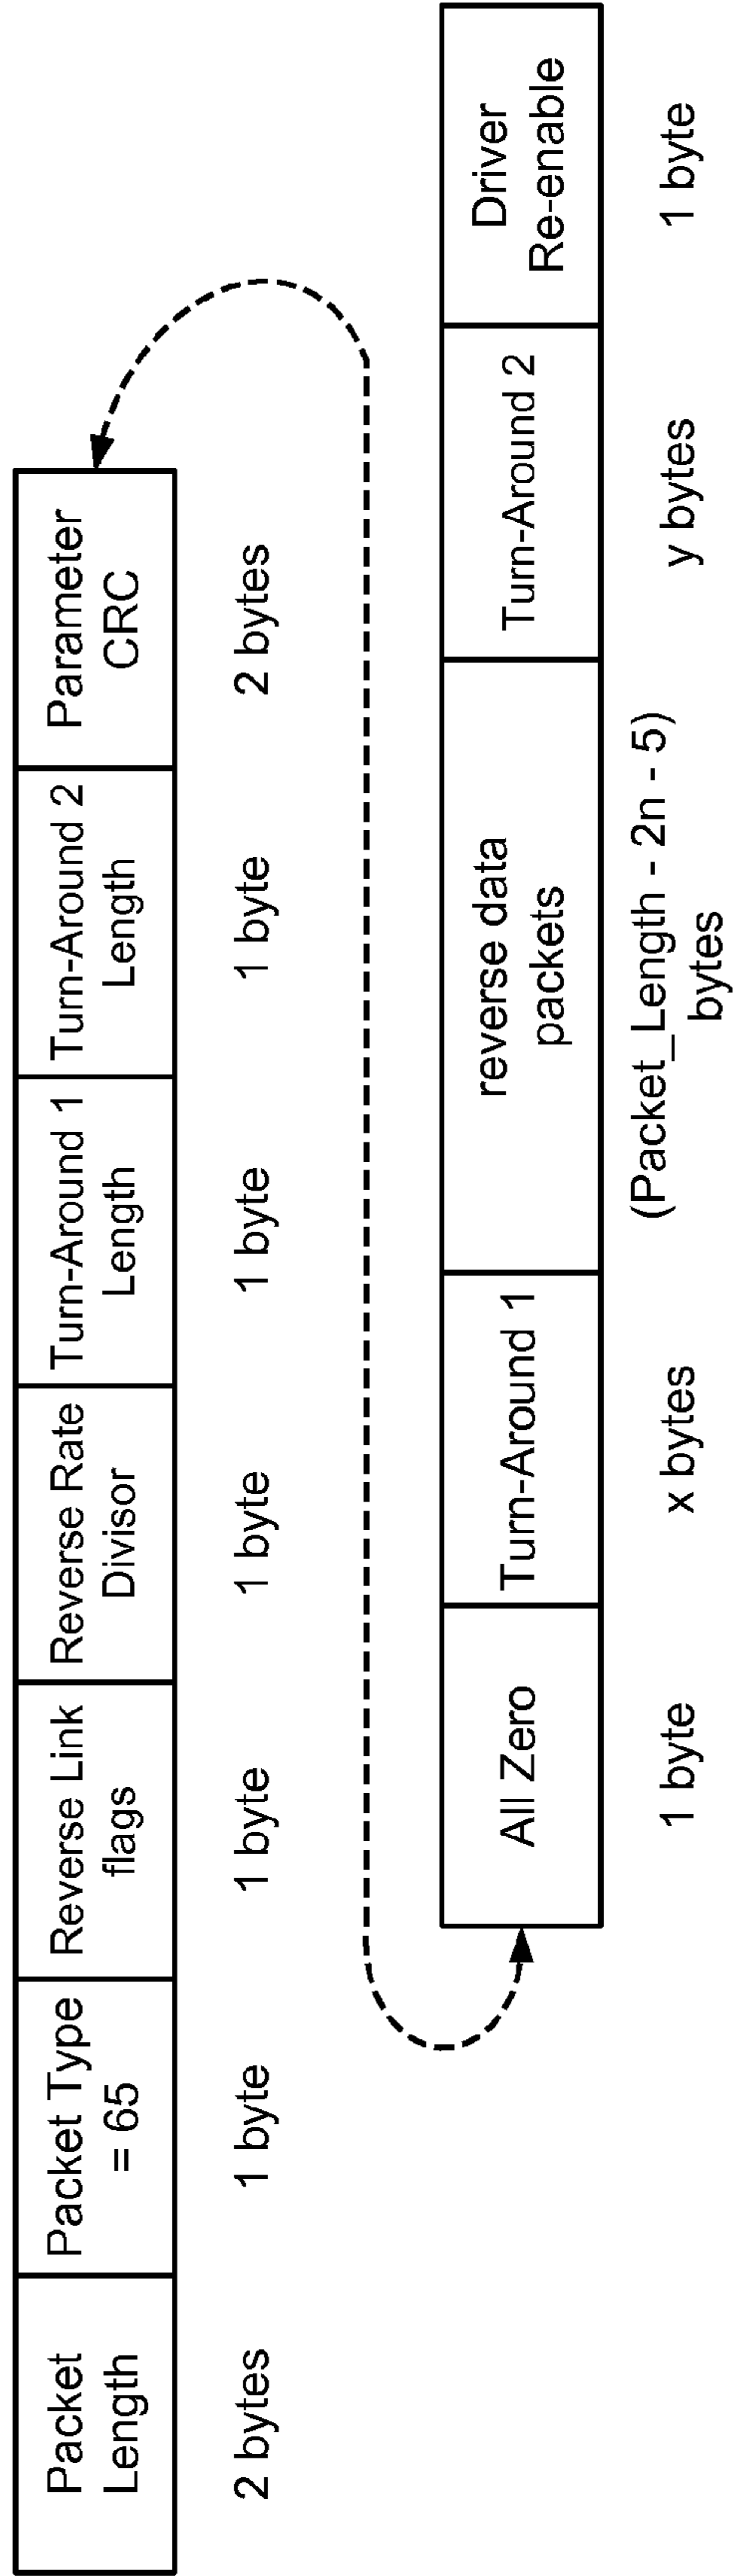 Packet
Length
2 bytes
Packet Type
= 65
1 byte
Reverse Link
flags
1 byte
Reverse Rate
Divisor
1 byte
Turn-Around 1
Length
1 byte
Turn-Around 2
Length
1 byte
Parameter
CRC
2 bytes
All Zero
1 byte
Turn-Around 1
x bytes
reverse data
packets
(Packet_Length - 2n - 5)
bytes
Turn-Around 2
y bytes
Driver
Re-enable
1 byte